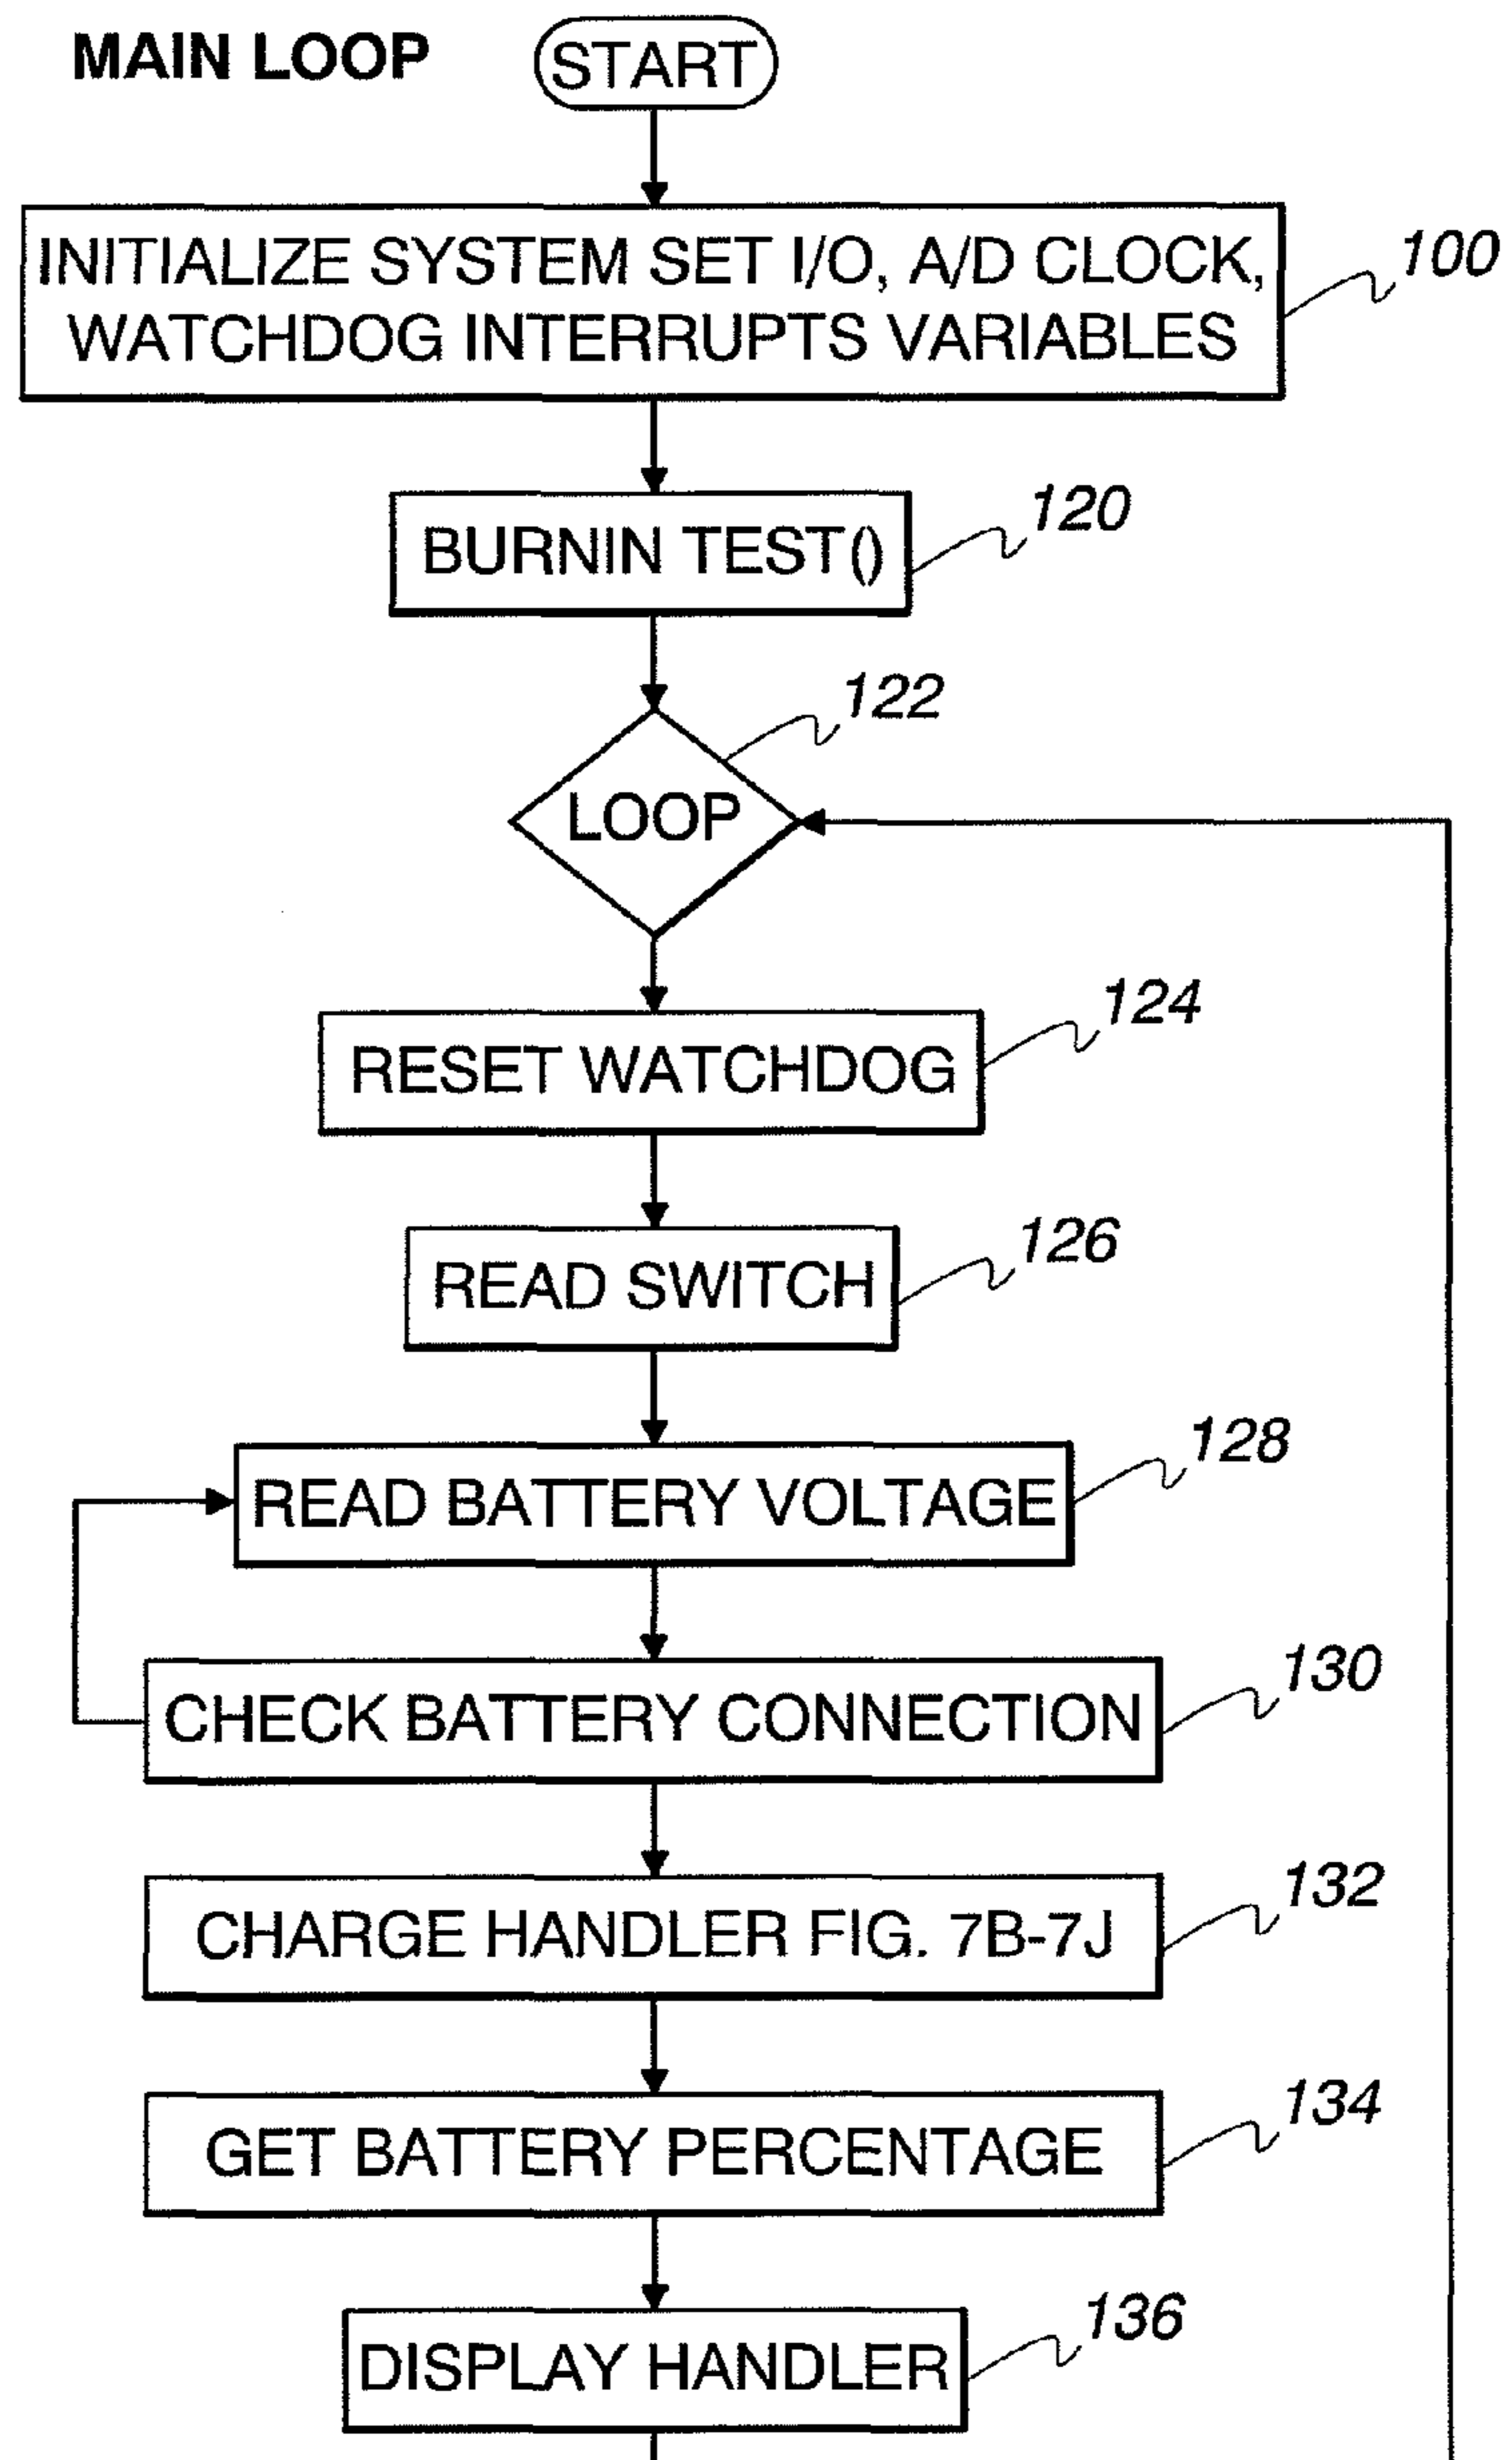 MAIN LOOP
START
INITIALIZE SYSTEM SET I/O, A/D CLOCK,
WATCHDOG INTERRUPTS VARIABLES
100
BURNIN TEST()
120
122
LOOP
124
RESET WATCHDOG
126
READ SWITCH
128
READ BATTERY VOLTAGE
130
CHECK BATTERY CONNECTION
132
CHARGE HANDLER FIG. 7B-7J
134
GET BATTERY PERCENTAGE
136
DISPLAY HANDLER